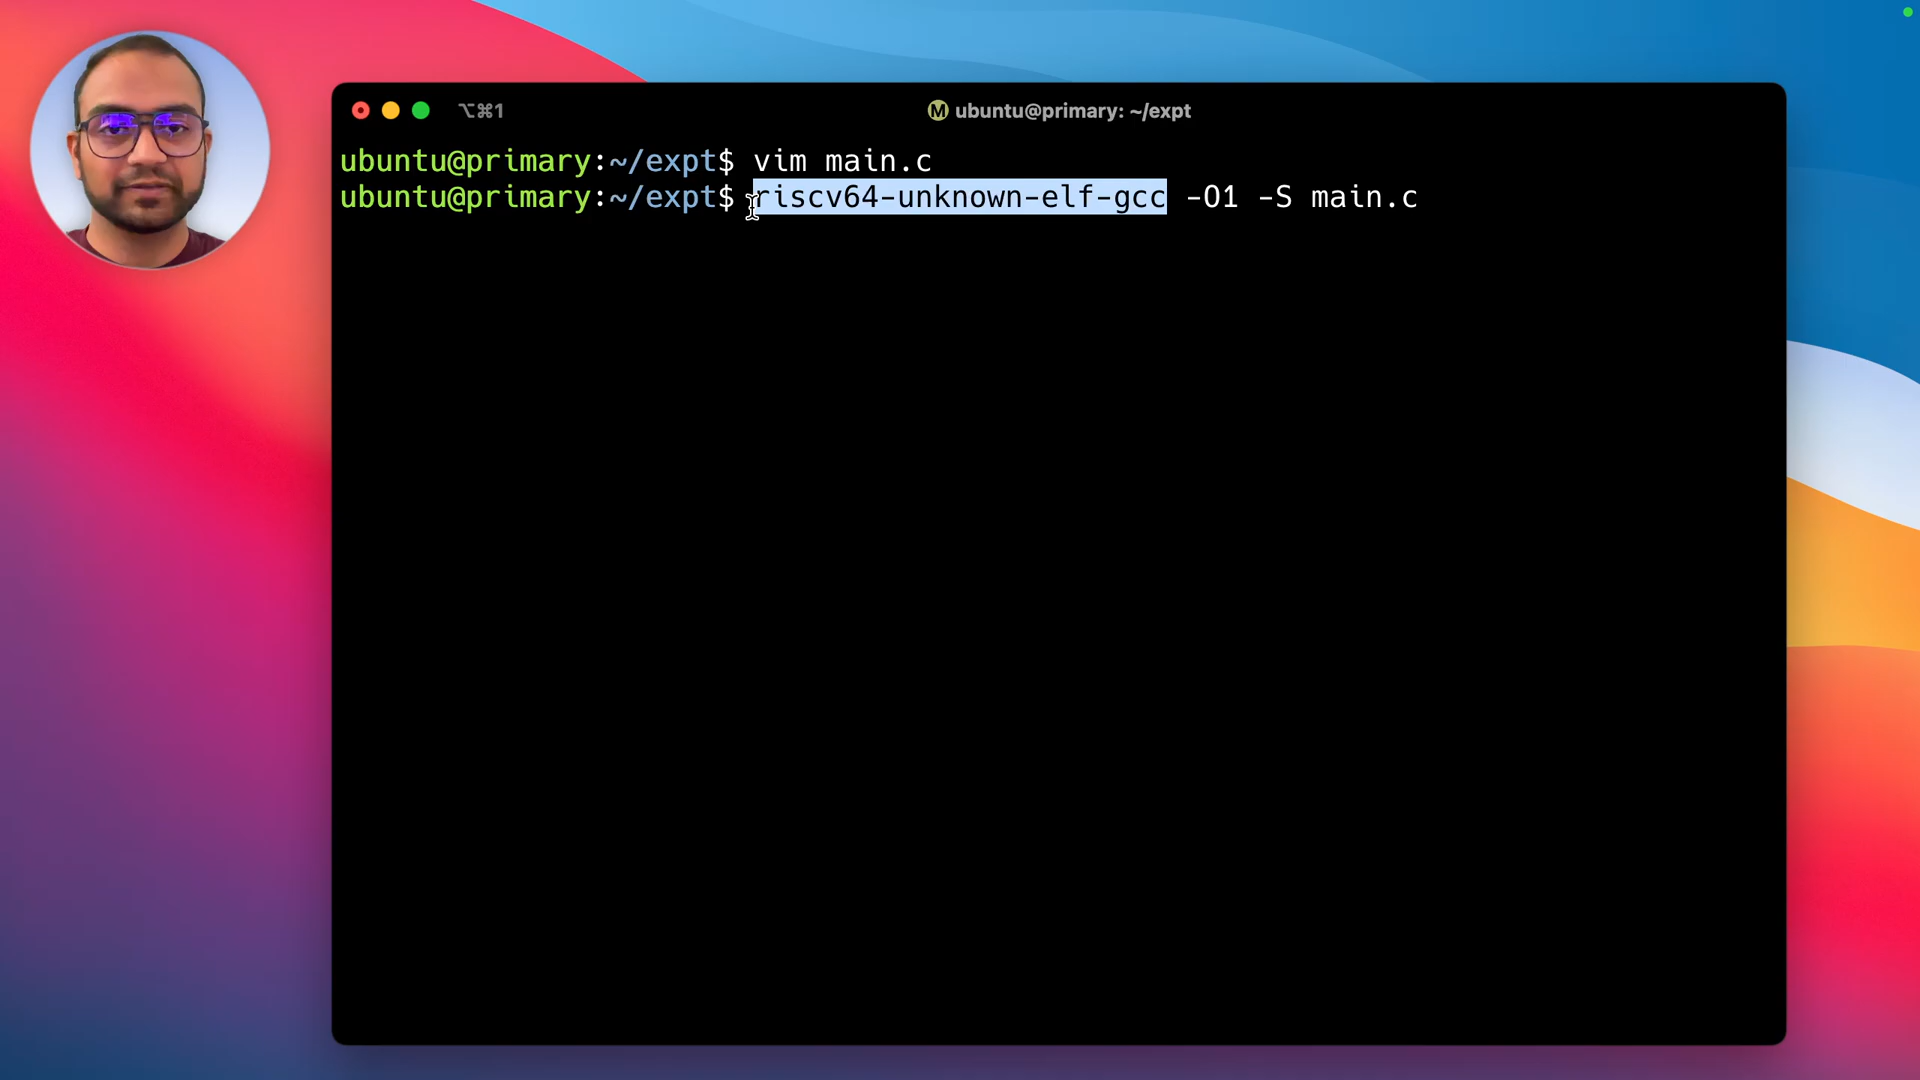 ⌥⌘1
M ubuntu@primary: ~/expt
ubuntu@primary:~/expt$ vim main.c
ubuntu@primary:~/expt$ riscv64-unknown-elf-gcc -O1 -S main.c